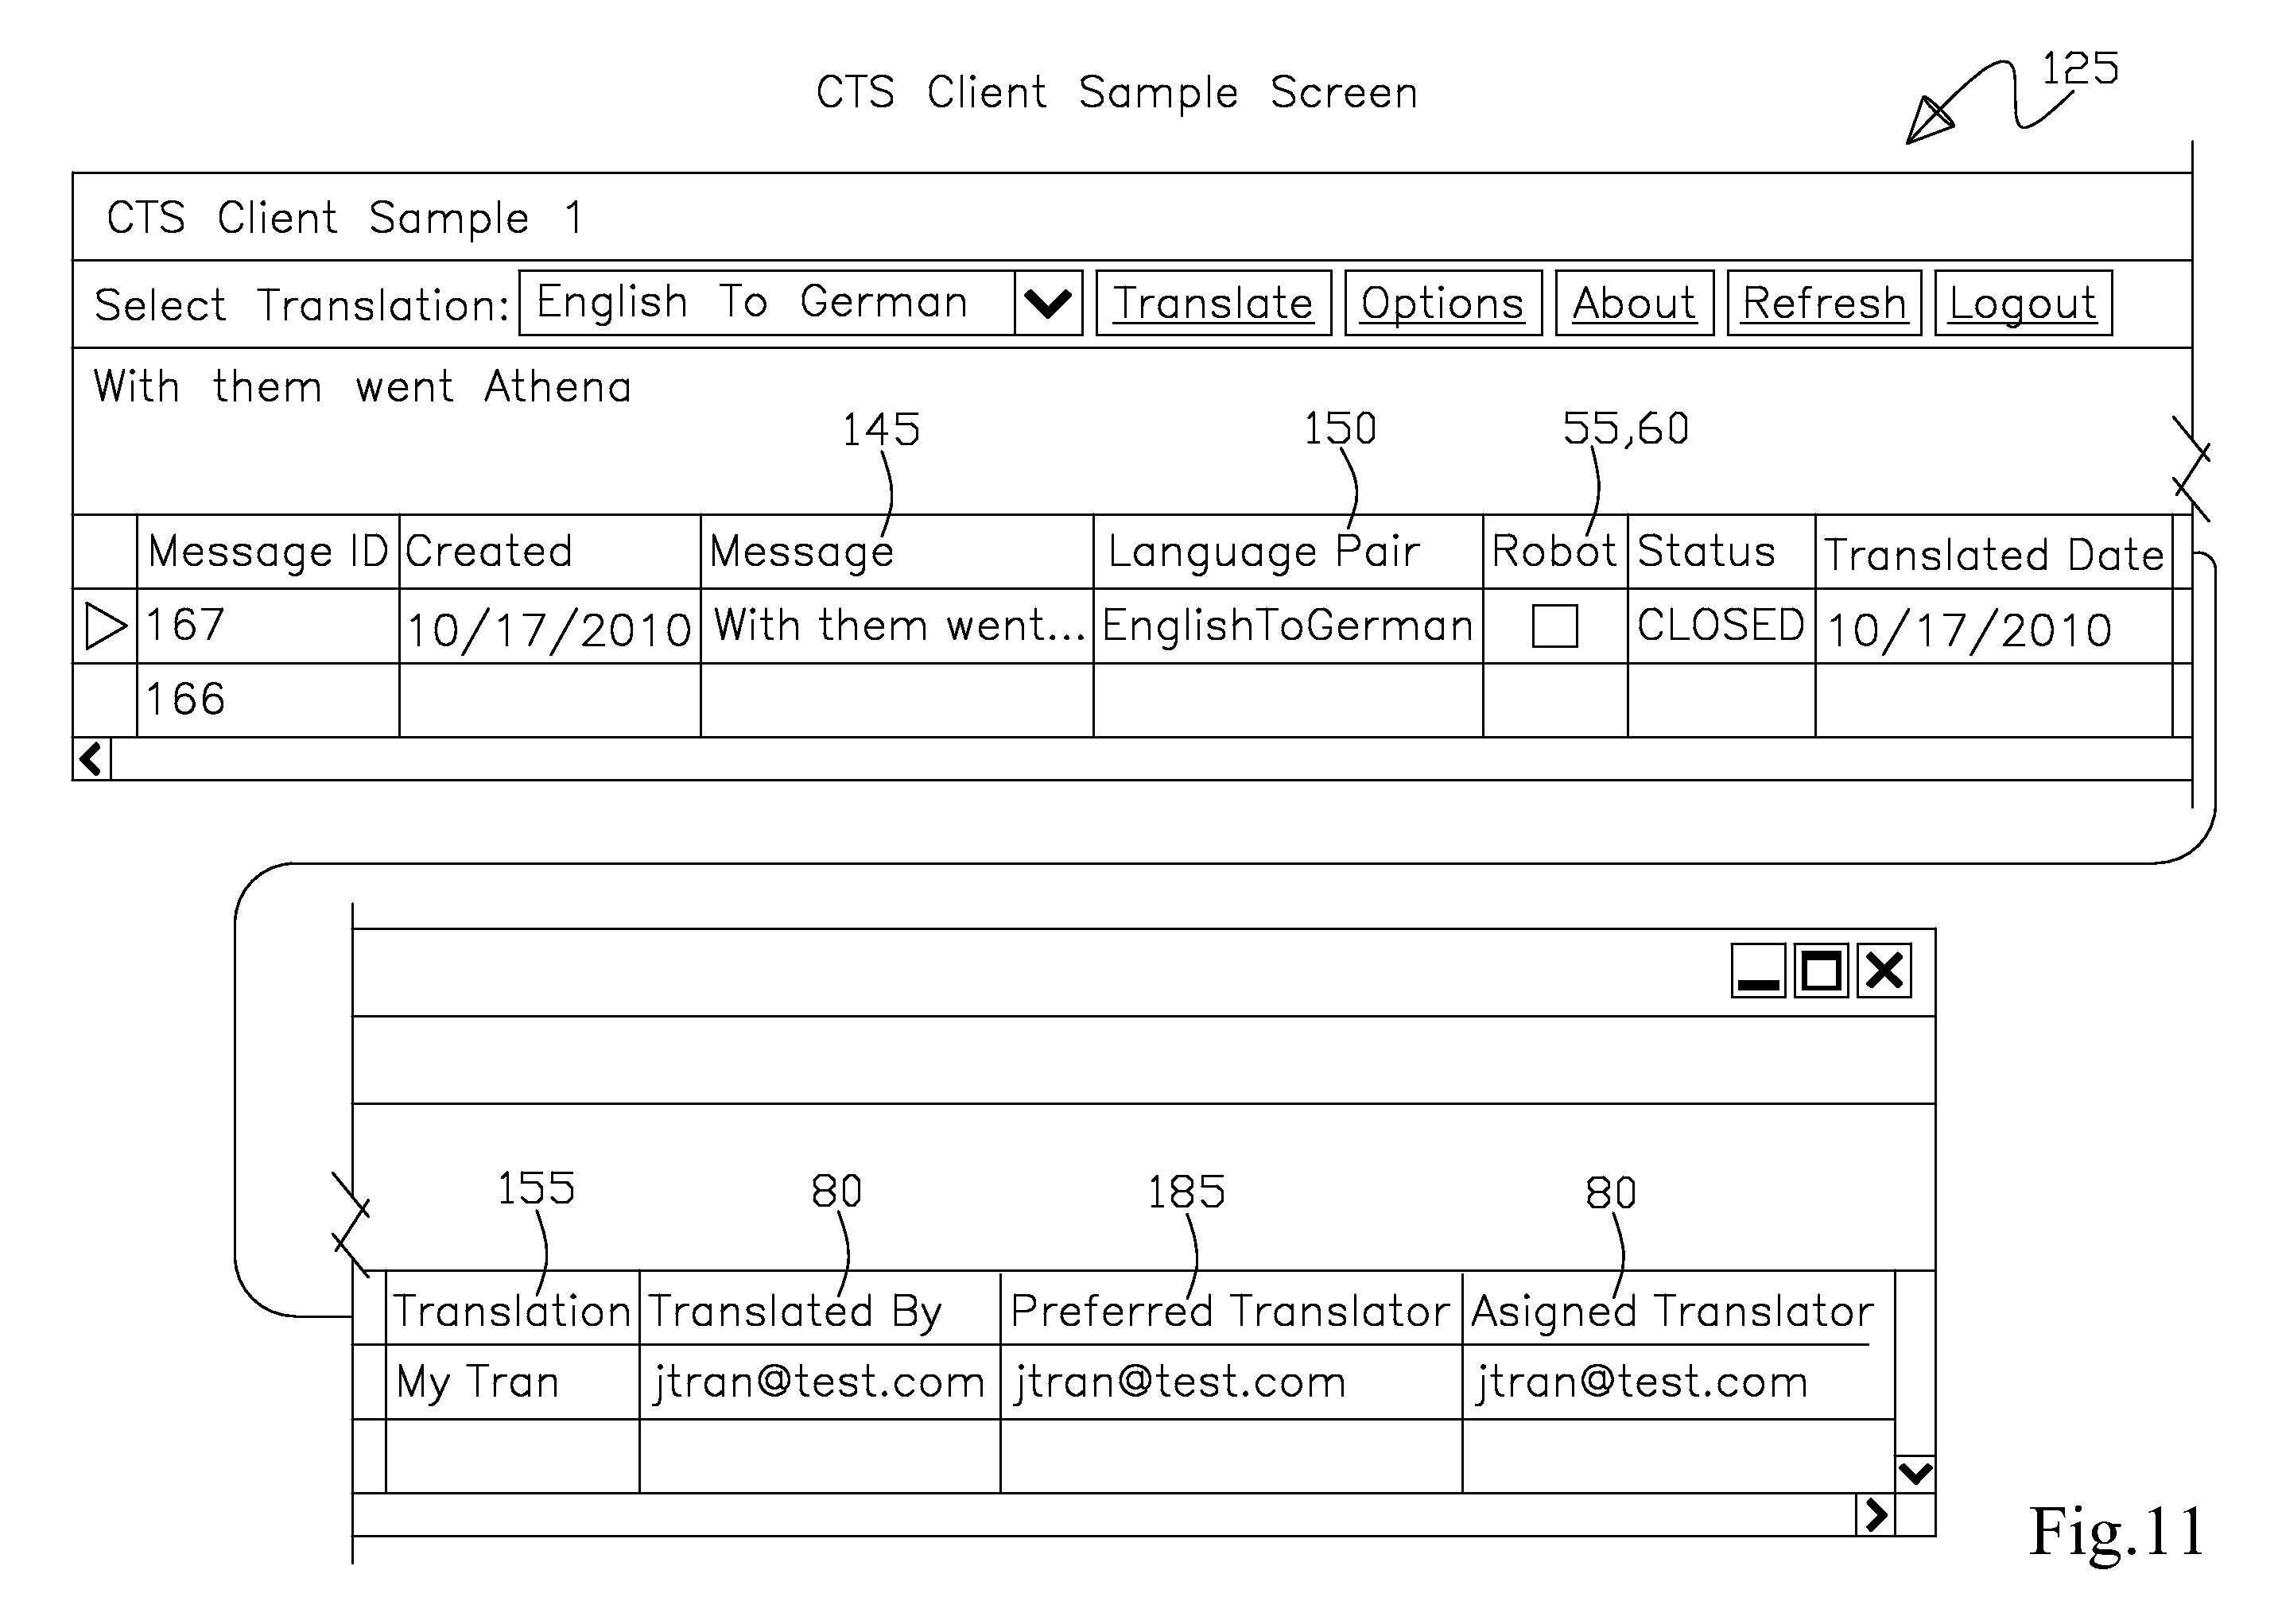 125
CTS Client Sample Screen
CTS Client Sample 1
Select Translation: English To German Translate Options About Refresh Logout
With them went Athena
145 150 55,60
Message ID Created Message Language Pair Robot Status Translated Date
167 10/17/2010 With them went... EnglishToGerman CLOSED 10/17/2010
166
155 80 185 80
Translation Translated By Preferred Translator Asigned Translator
My Tran jtran@test.com jtran@test.com jtran@test.com
Fig.11